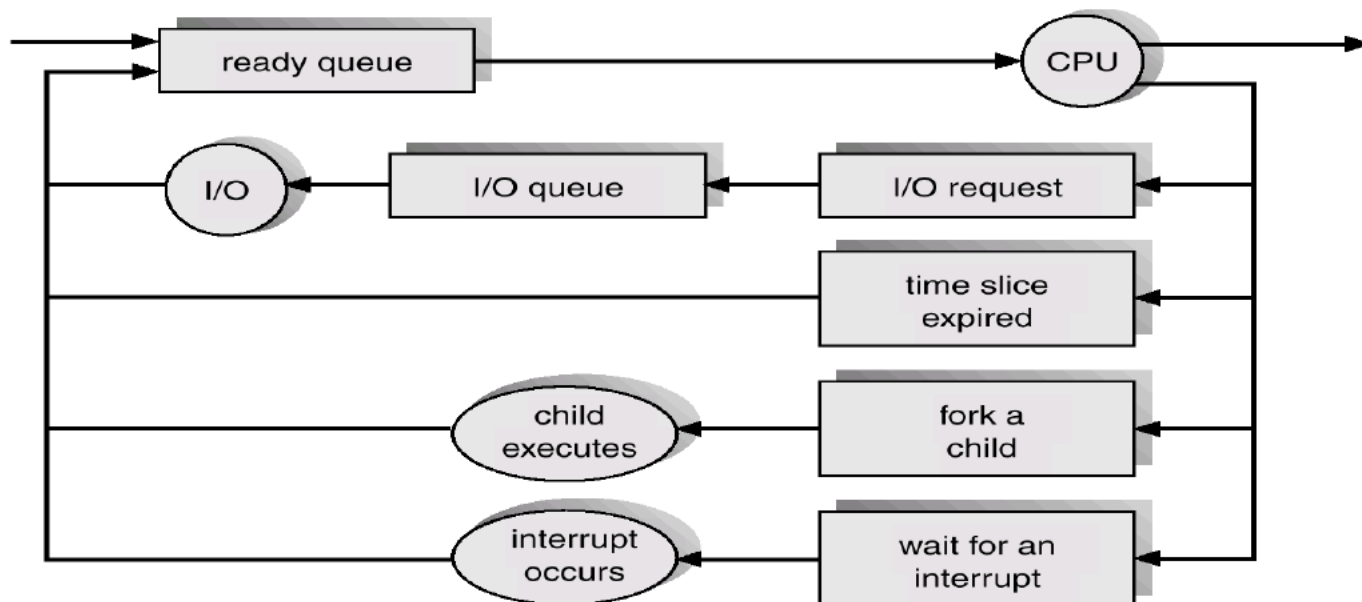 ready queue
CPU
I/O
I/O queue
I/O request
time slice
expired
child
executes
fork a
child
interrupt
occurs
wait for an
interrupt